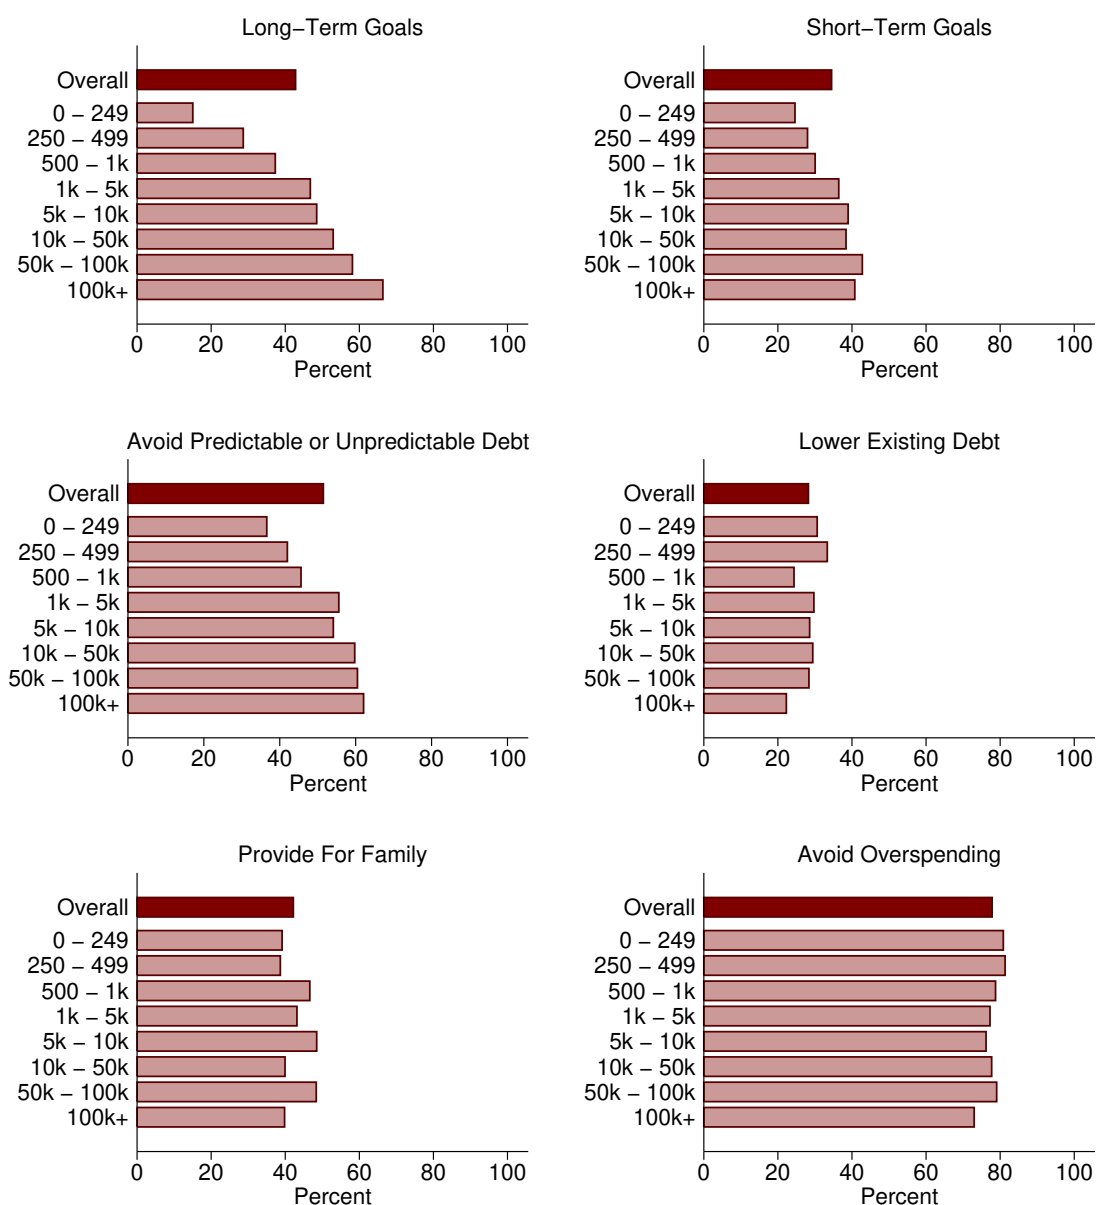 Long−Term Goals
Overall
0 − 249
250 − 499
500 − 1k
1k − 5k
5k − 10k
10k − 50k
50k − 100k
100k+
0 20 40 60 80 100
Percent
Short−Term Goals
Overall
0 − 249
250 − 499
500 − 1k
1k − 5k
5k − 10k
10k − 50k
50k − 100k
100k+
0 20 40 60 80 100
Percent
Avoid Predictable or Unpredictable Debt
Overall
0 − 249
250 − 499
500 − 1k
1k − 5k
5k − 10k
10k − 50k
50k − 100k
100k+
0 20 40 60 80 100
Percent
Lower Existing Debt
Overall
0 − 249
250 − 499
500 − 1k
1k − 5k
5k − 10k
10k − 50k
50k − 100k
100k+
0 20 40 60 80 100
Percent
Provide For Family
Overall
0 − 249
250 − 499
500 − 1k
1k − 5k
5k − 10k
10k − 50k
50k − 100k
100k+
0 20 40 60 80 100
Percent
Avoid Overspending
Overall
0 − 249
250 − 499
500 − 1k
1k − 5k
5k − 10k
10k − 50k
50k − 100k
100k+
0 20 40 60 80 100
Percent